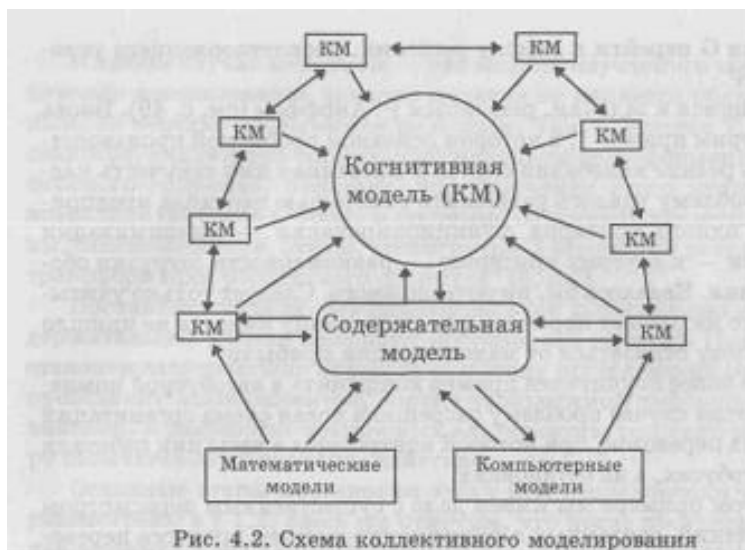 КМ
КМ
КМ
КМ
Когнитивная
модель (КМ)
КМ
КМ
КМ
Содержательная
модель
КМ
Математические
модели
Компьютерные
модели
Рис. 4.2. Схема коллективного моделирования